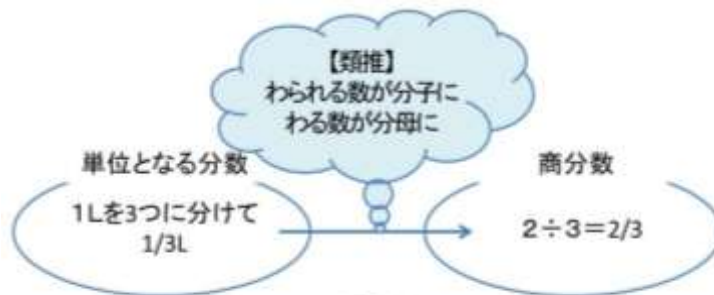 【類推】
わられる数が分子に
わる数が分母に
単位となる分数
1Lを3つに分けて
1/3L
商分数
2÷3=2/3